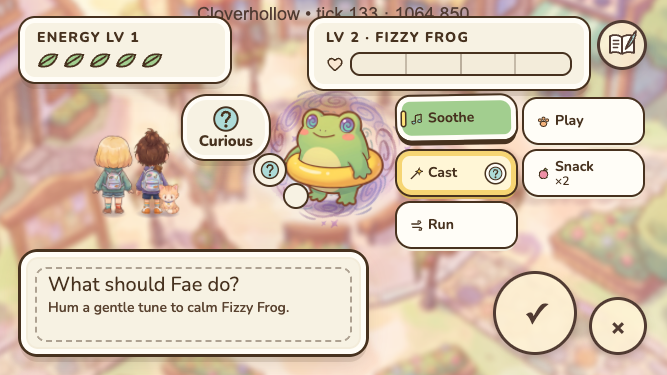 Cloverhollow • tick 133 · 1064,850
ENERGY LV 1
LV 2 · FIZZY FROG
? Curious
?
Soothe
Play
Cast ?
Snack
×2
Run
What should Fae do?
Hum a gentle tune to calm Fizzy Frog.